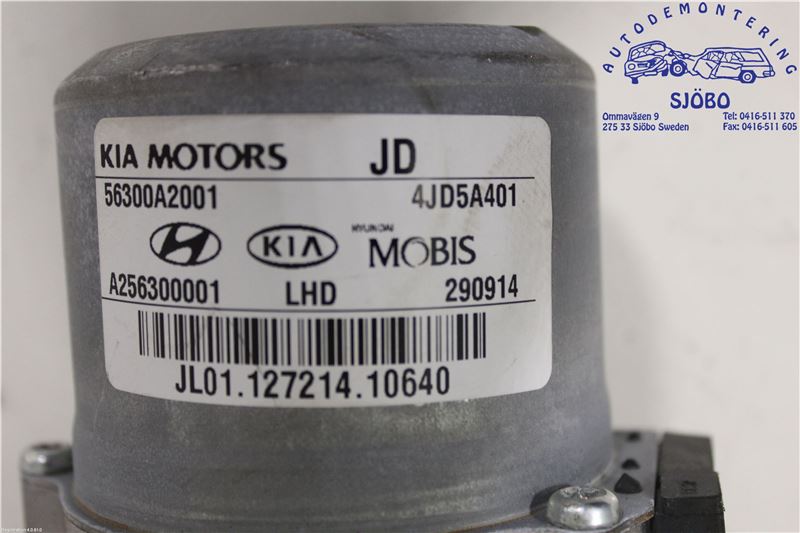 AUTODEMONTERING
SJÖBO
Ommavägen 9
275 33 Sjöbo Sweden
Tel: 0416-511 370
Fax: 0416-511 605
KIA MOTORS JD
56300A2001 4JD5A401
KIA HYUNDAI MOBIS
A256300001 LHD 290914
JL01.127214.10640